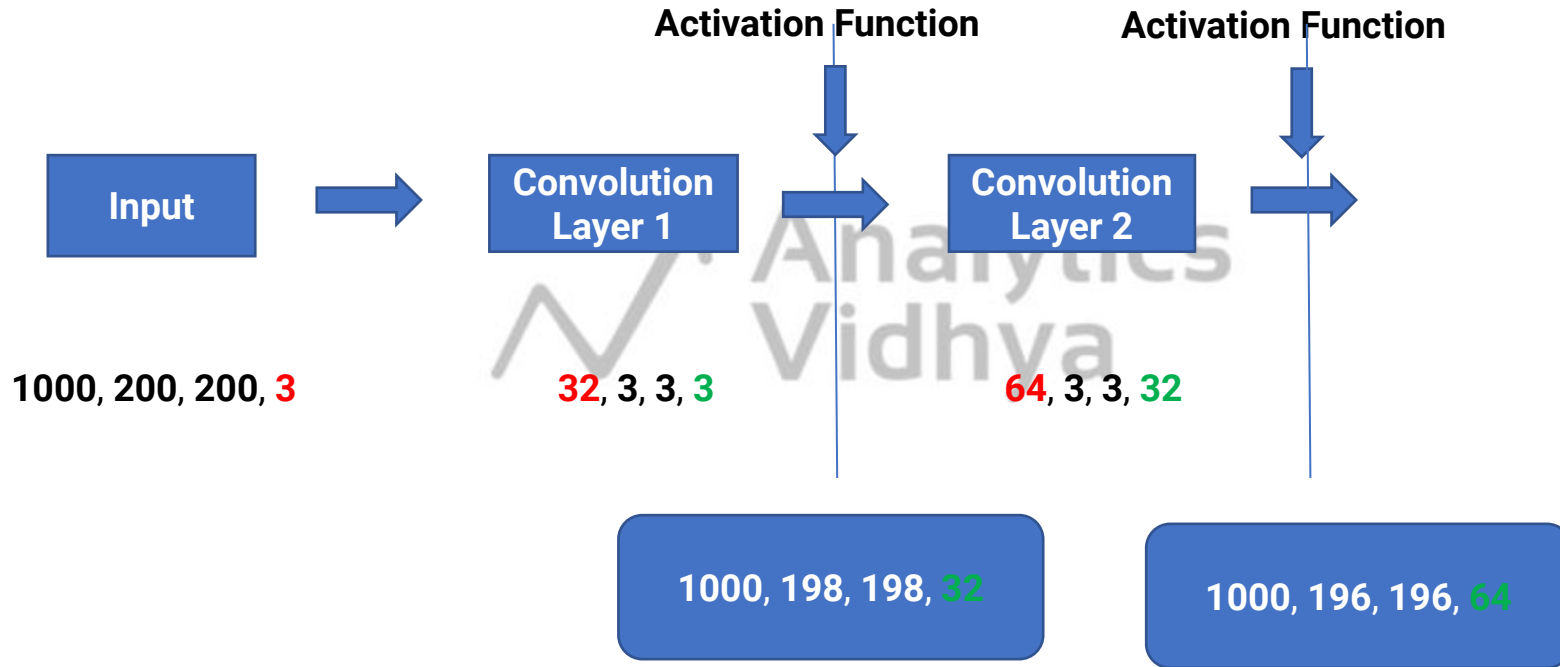 Activation Function
Activation Function
Input
Convolution
Layer 1
Convolution
Layer 2
Analytics
Vidhya
1000, 200, 200, 3
32, 3, 3, 3
64, 3, 3, 32
1000, 198, 198, 32
1000, 196, 196, 64